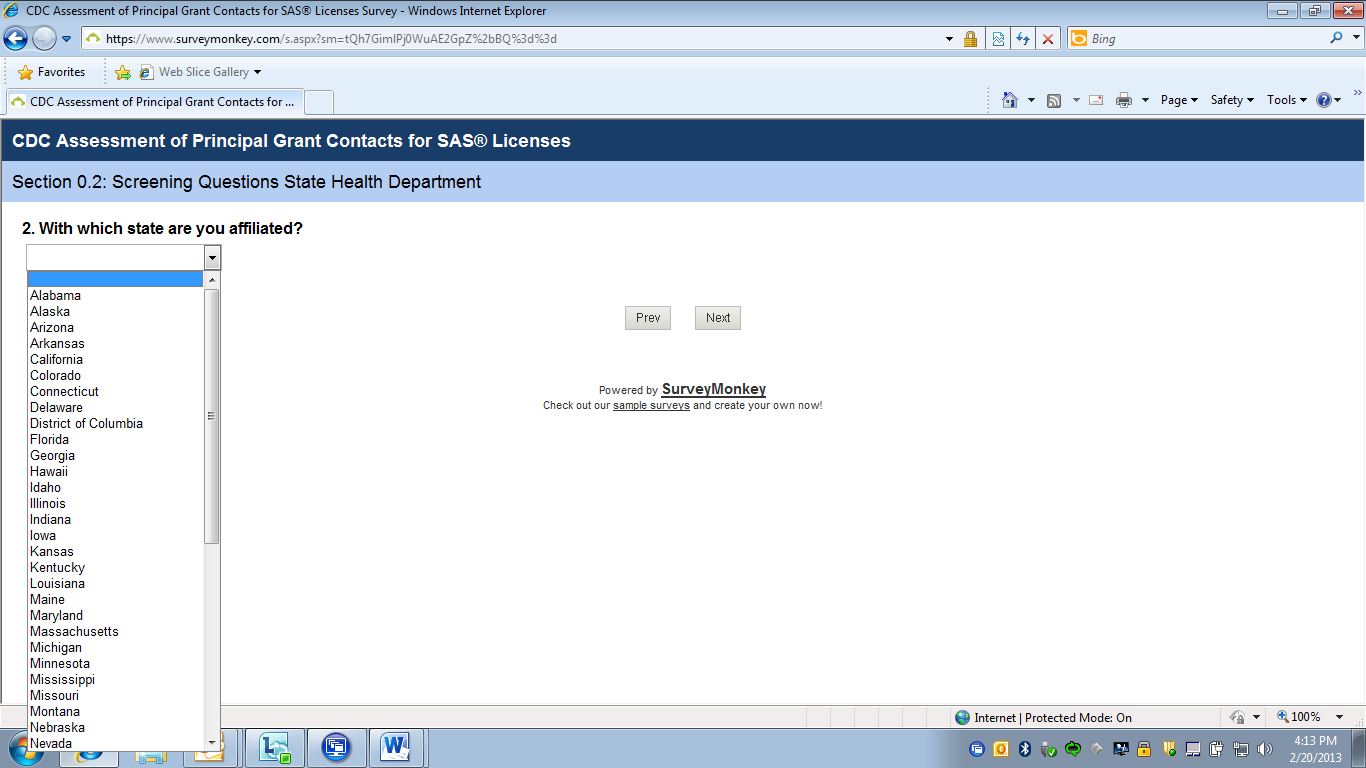 CDC Assessment of Principal Grant Contacts for SAS® Licenses Survey - Windows Internet Explorer
https://www.surveymonkey.com/s.aspx?sm=tQh7GimIPj0WuAE2GpZ%2bBQ%3d%3d
Bing
Favorites
Web Slice Gallery
CDC Assessment of Principal Grant Contacts for ...
Page
Safety
Tools
CDC Assessment of Principal Grant Contacts for SAS® Licenses
Section 0.2: Screening Questions State Health Department
2. With which state are you affiliated?
Alabama
Alaska
Arizona
Arkansas
California
Colorado
Connecticut
Delaware
District of Columbia
Florida
Georgia
Hawaii
Idaho
Illinois
Indiana
Iowa
Kansas
Kentucky
Louisiana
Maine
Maryland
Massachusetts
Michigan
Minnesota
Mississippi
Missouri
Montana
Nebraska
Nevada
Prev Next
Powered by SurveyMonkey
Check out our sample surveys and create your own now!
Internet | Protected Mode: On
100%
4:13 PM
2/20/2013